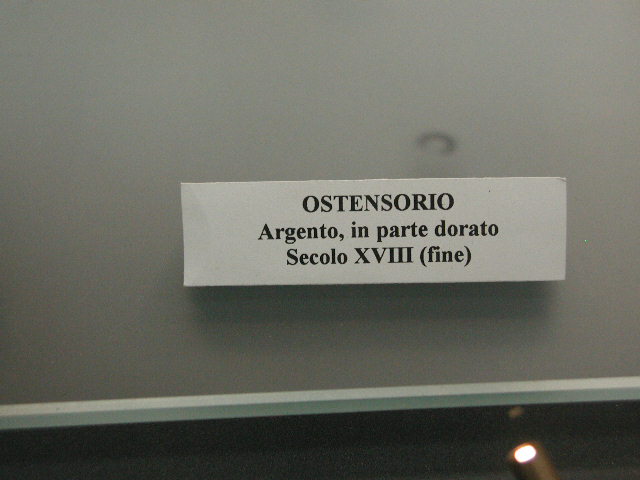 OSTENSORIO
Argento, in parte dorato
Secolo XVIII (fine)